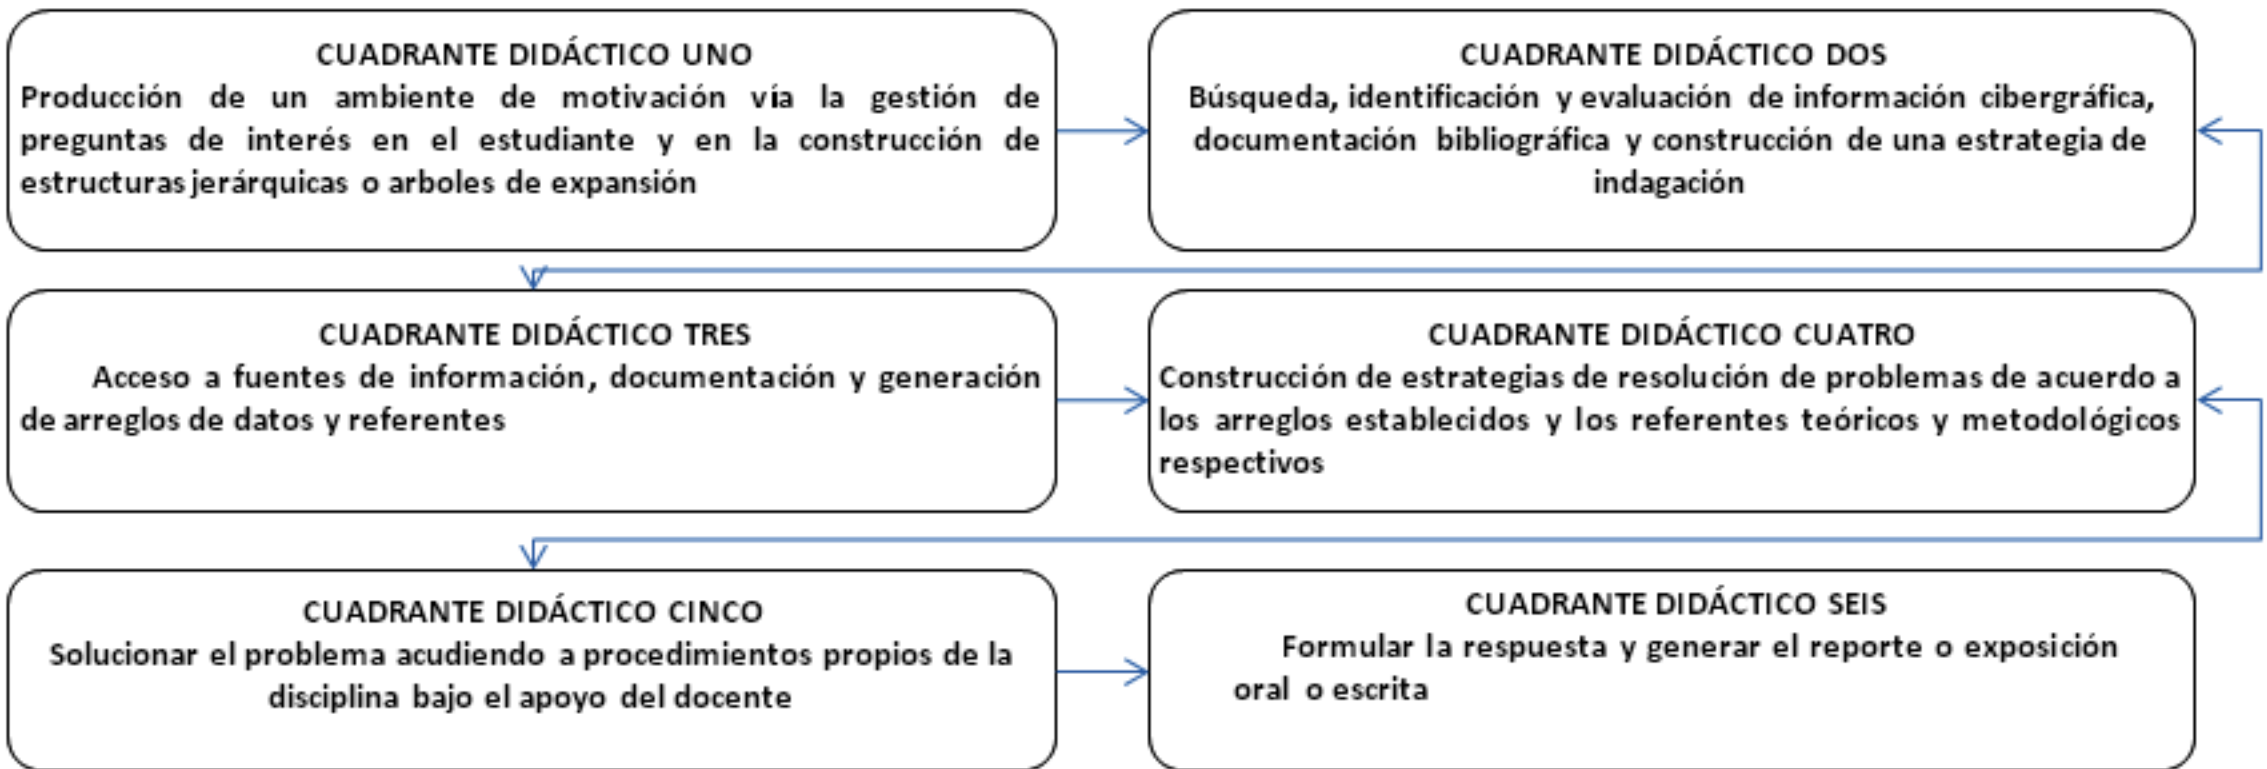 CUADRANTE DIDÁCTICO UNO
Producción de un ambiente de motivación vía la gestión de
preguntas de interés en el estudiante y en la construcción de
estructuras jerárquicas o arboles de expansión
CUADRANTE DIDÁCTICO DOS
Búsqueda, identificación y evaluación de información cibergráfica,
documentación bibliográfica y construcción de una estrategia de
indagación
CUADRANTE DIDÁCTICO TRES
Acceso a fuentes de información, documentación y generación
de arreglos de datos y referentes
CUADRANTE DIDÁCTICO CUATRO
Construcción de estrategias de resolución de problemas de acuerdo a
los arreglos establecidos y los referentes teóricos y metodológicos
respectivos
CUADRANTE DIDÁCTICO CINCO
Solucionar el problema acudiendo a procedimientos propios de la
disciplina bajo el apoyo del docente
CUADRANTE DIDÁCTICO SEIS
Formular la respuesta y generar el reporte o exposición
oral o escrita